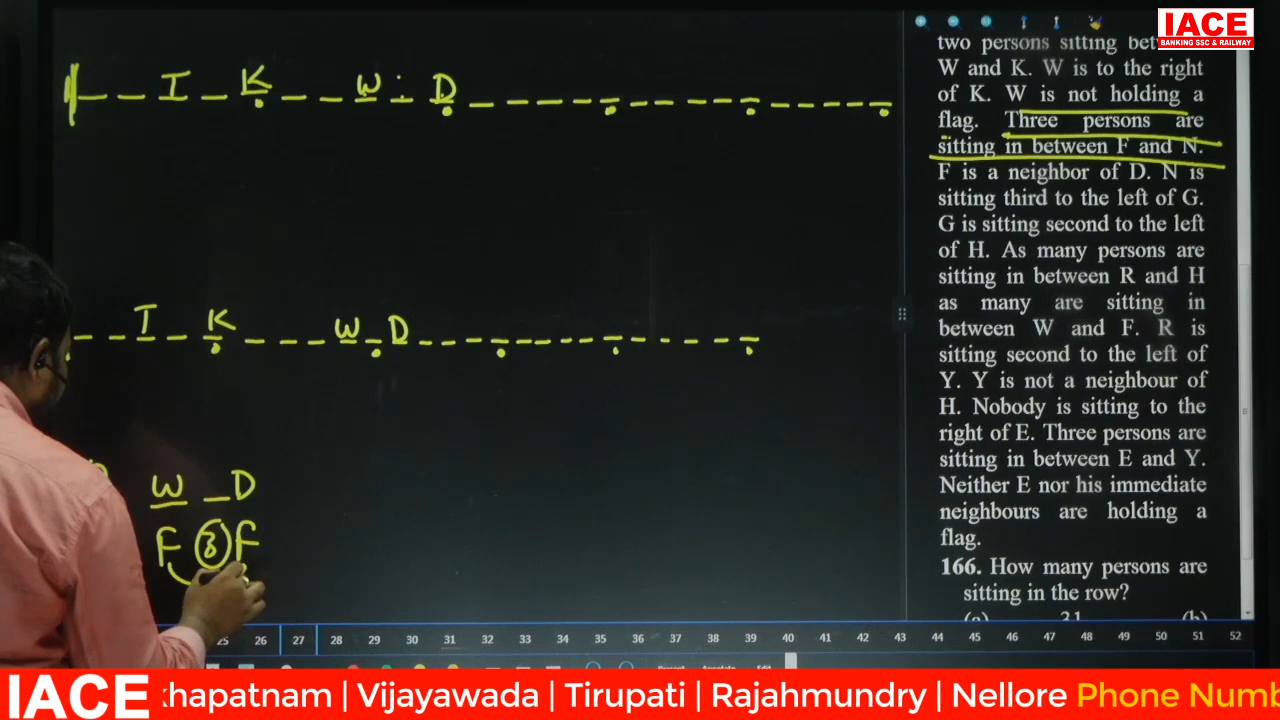 IACE
BANKING SSC & RAILWAY
I K W D
two persons sitting
W and K. W is to the right
of K. W is not holding a
flag. Three persons are
sitting in between F and N.
F is a neighbor of D. N is
sitting third to the left of G.
G is sitting second to the left
of H. As many persons are
sitting in between R and H
as many are sitting in
between W and F. R is
sitting second to the left of
Y. Y is not a neighbour of
H. Nobody is sitting to the
right of E. Three persons are
sitting in between E and Y.
Neither E nor his immediate
neighbours are holding a
flag.
166. How many persons are
sitting in the row?
I K W D
W D
F 3 F
25 26 27 28 29 30 31 32 33 34 35 36 37 38 39 40 41 42 43 44 45 46 47 48 49 50 51 52
IACE khapatnam | Vijayawada | Tirupati | Rajahmundry | Nellore Phone Numb